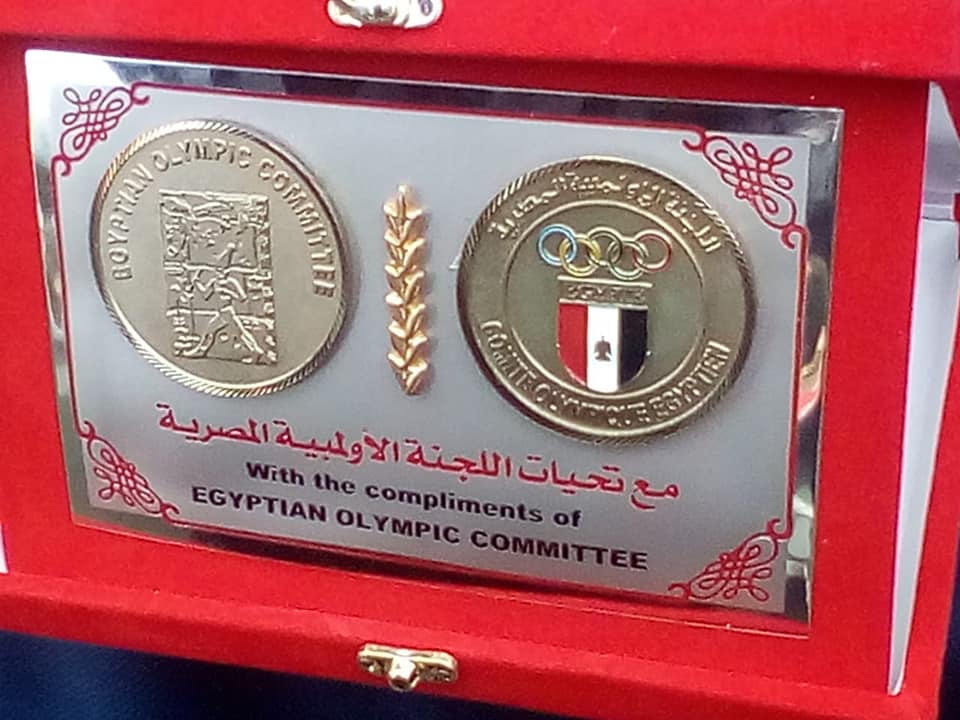 EGYPTIAN OLYMPIC COMMITTEE
اللجنة الأولمبية المصرية
EGYPTE
COMITE OLYMPIQUE EGYPTIEN
مع تحيات اللجنة الأولمبية المصرية
With the compliments of
EGYPTIAN OLYMPIC COMMITTEE